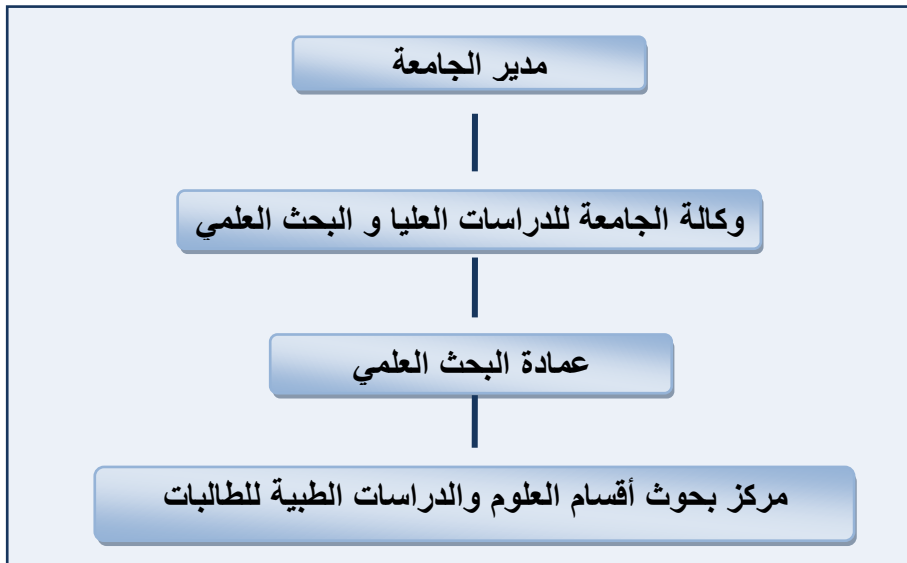 مدير الجامعة
وكالة الجامعة للدراسات العليا و البحث العلمي
عمادة البحث العلمي
مركز بحوث أقسام العلوم والدراسات الطبية للطالبات